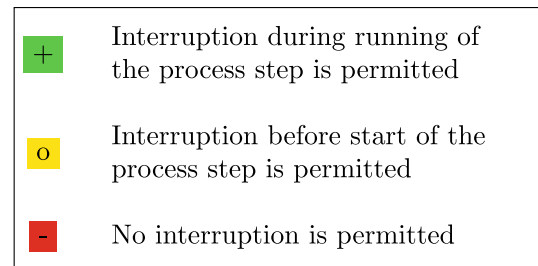 + Interruption during running of
the process step is permitted
o Interruption before start of the
process step is permitted
- No interruption is permitted